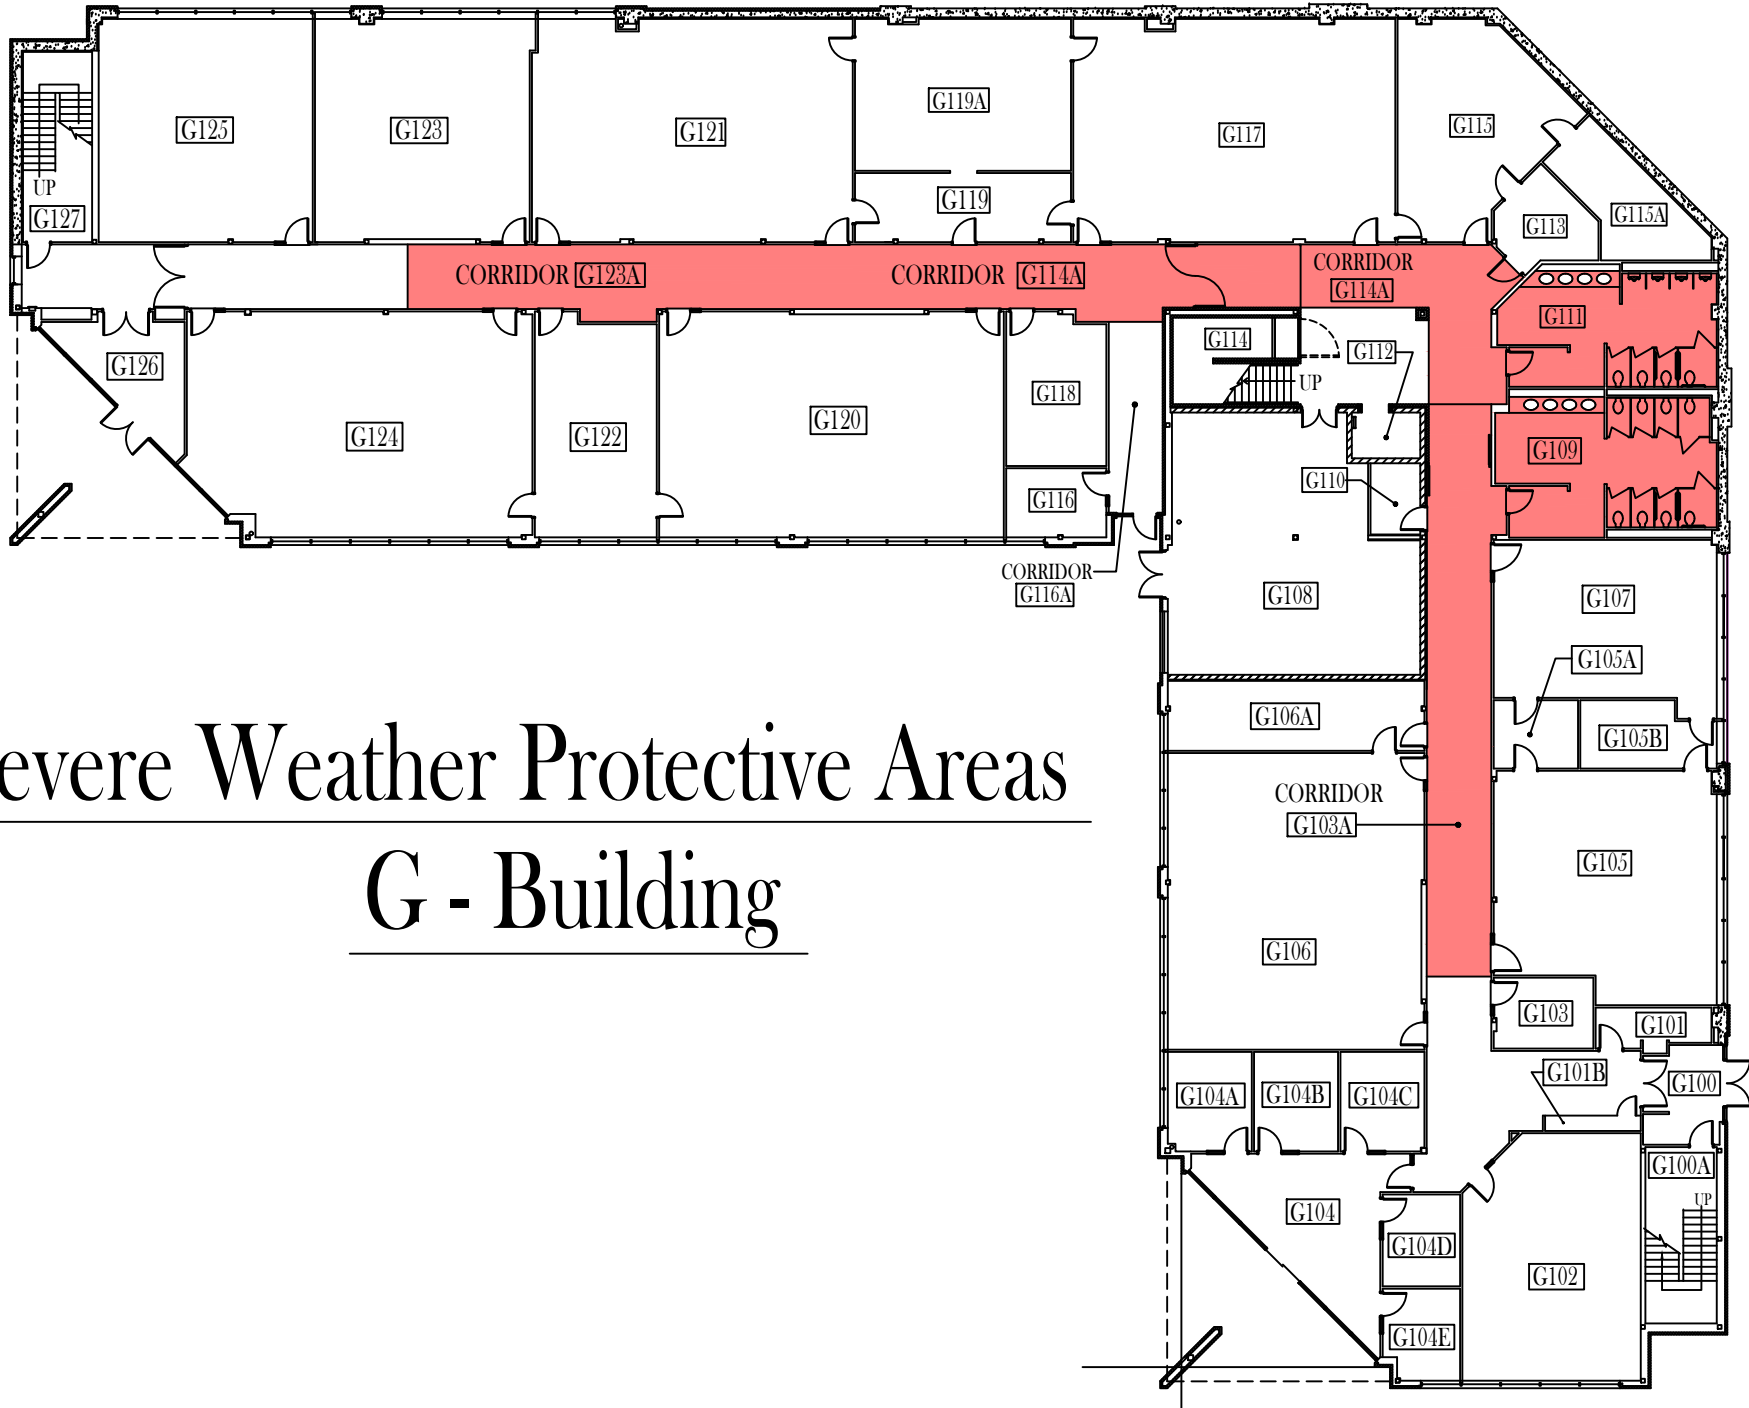 G125
G123
G121
G119A
G117
G115
UP
G127
G119
G113
G115A
CORRIDOR G123A
CORRIDOR G114A
CORRIDOR
G114A
G111
G126
G124
G122
G120
G118
G116
G114
UP
G112
G110
G109
CORRIDOR
G116A
G108
G107
G105A
G105B
G106A
evere Weather Protective Areas
G - Building
CORRIDOR
G103A
G105
G106
G103
G101
G101B
G100
G104A
G104B
G104C
G100A
UP
G104
G104D
G102
G104E